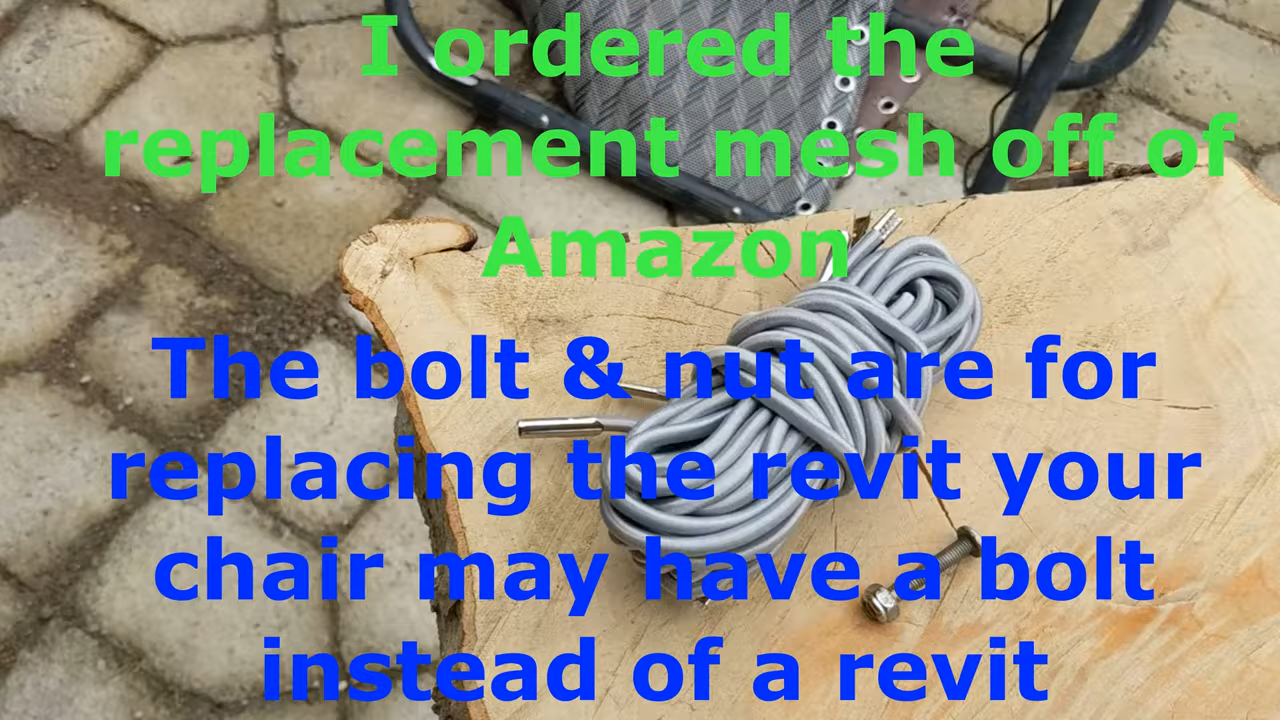 I ordered the
replacement mesh off of
Amazon
The bolt & nut are for
replacing the revit your
chair may have a bolt
instead of a revit